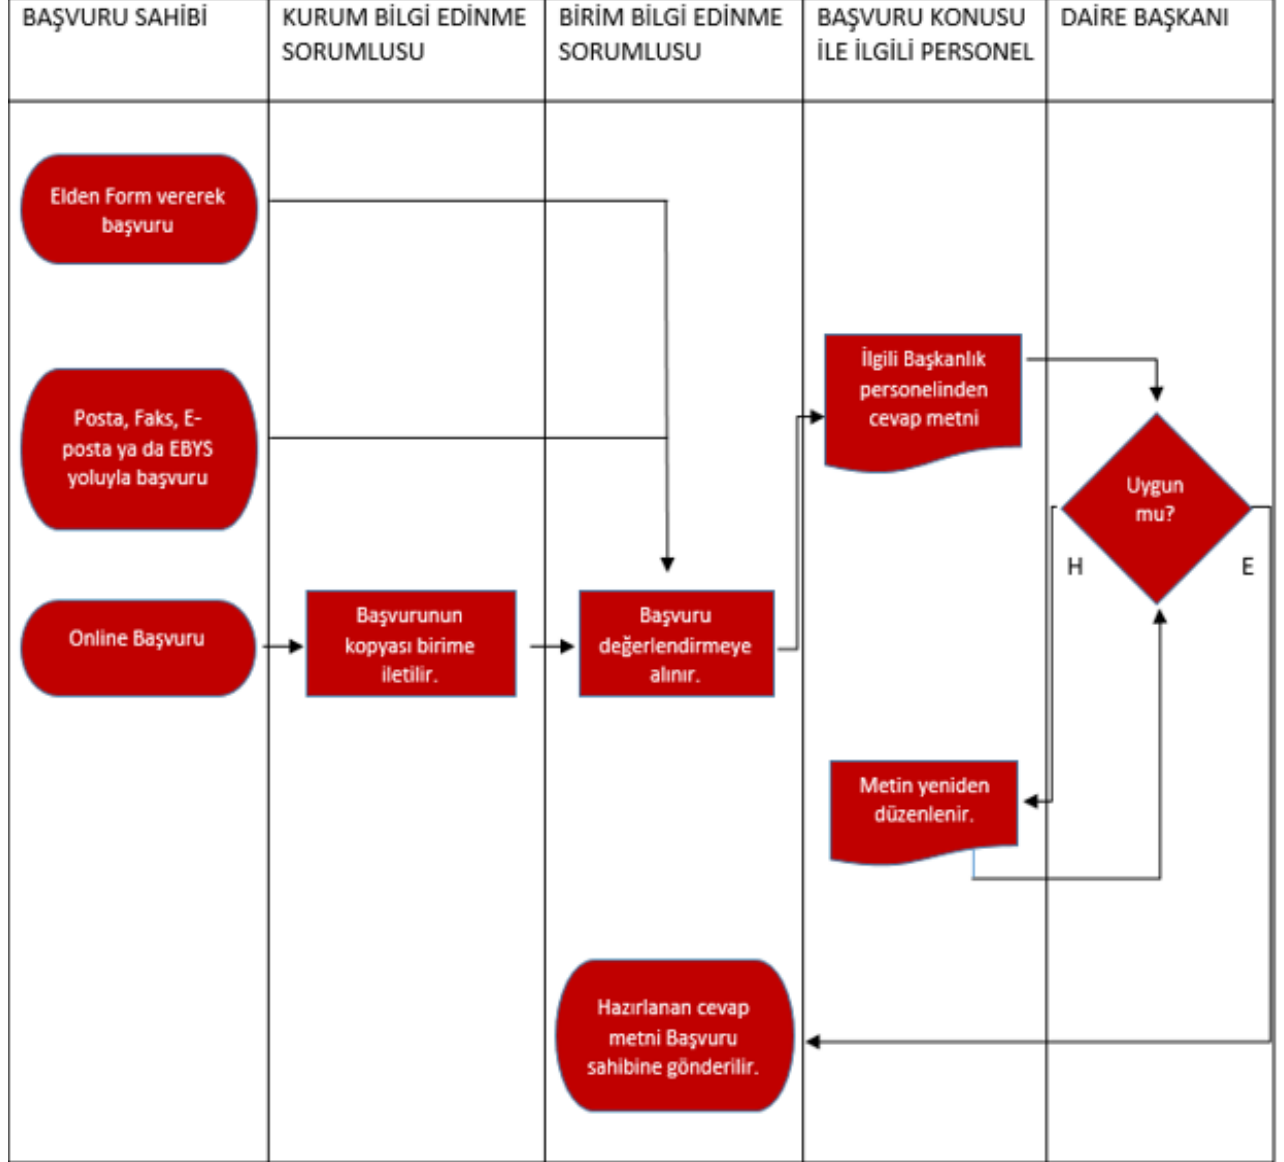 BAŞVURU SAHİBİ
KURUM BİLGİ EDİNME
SORUMLUSU
BİRİM BİLGİ EDİNME
SORUMLUSU
BAŞVURU KONUSU
İLE İLGİLİ PERSONEL
DAİRE BAŞKANI
Elden Form vererek
başvuru
Posta, Faks, E-
posta ya da EBYS
yoluyla başvuru
Online Başvuru
Başvurunun
kopyası birime
iletilir.
Başvuru
değerlendirmeye
alınır.
İlgili Başkanlık
personelinden
cevap metni
Uygun
mu?
H
E
Metin yeniden
düzenlenir.
Hazırlanan cevap
metni Başvuru
sahibine gönderilir.